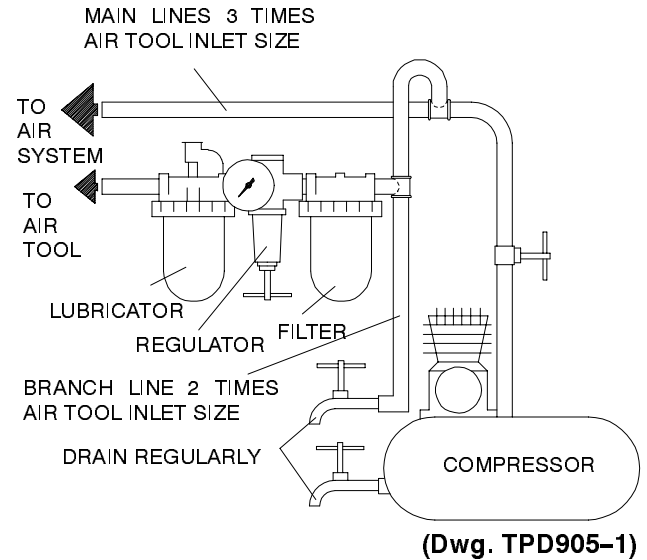 MAIN LINES 3 TIMES
AIR TOOL INLET SIZE
TO
AIR
SYSTEM
TO
AIR
TOOL
LUBRICATOR
REGULATOR
FILTER
BRANCH LINE 2 TIMES
AIR TOOL INLET SIZE
DRAIN REGULARLY
COMPRESSOR
(Dwg. TPD905–1)